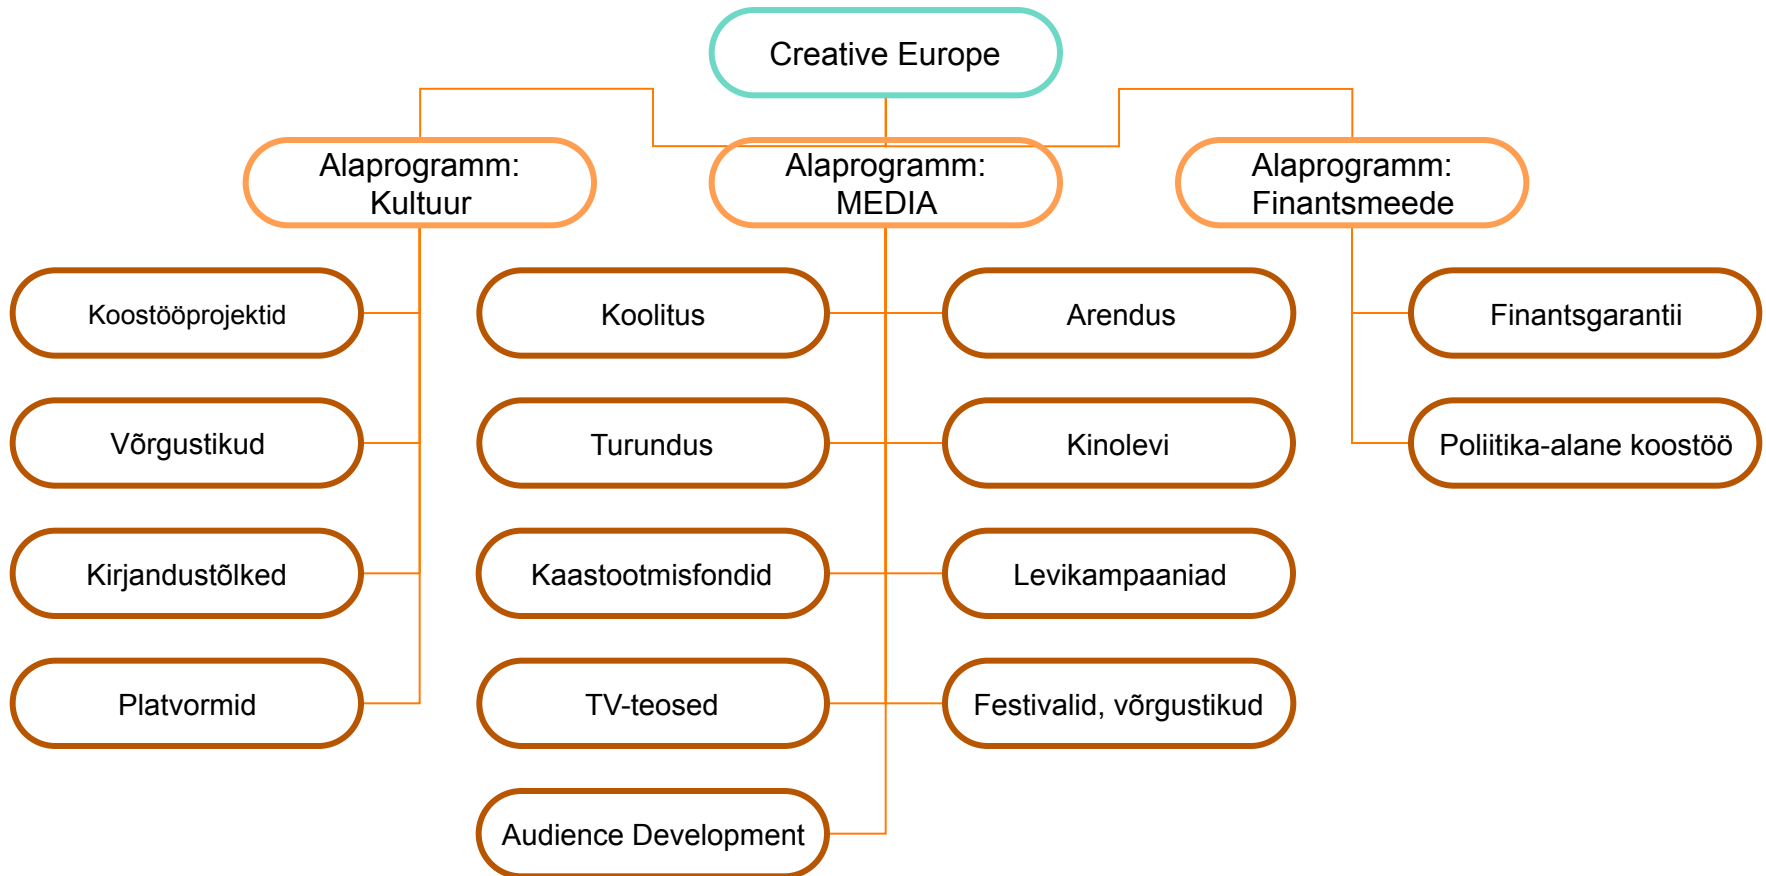 Creative Europe
Alaprogramm:
Kultuur
Alaprogramm:
MEDIA
Alaprogramm:
Finantsmeede
Koostööprojektid
Koolitus
Arendus
Finantsgarantii
Võrgustikud
Turundus
Kinolevi
Poliitika-alane koostöö
Kirjandustõlked
Kaastootmisfondid
Levikampaaniad
Platvormid
TV-teosed
Festivalid, võrgustikud
Audience Development